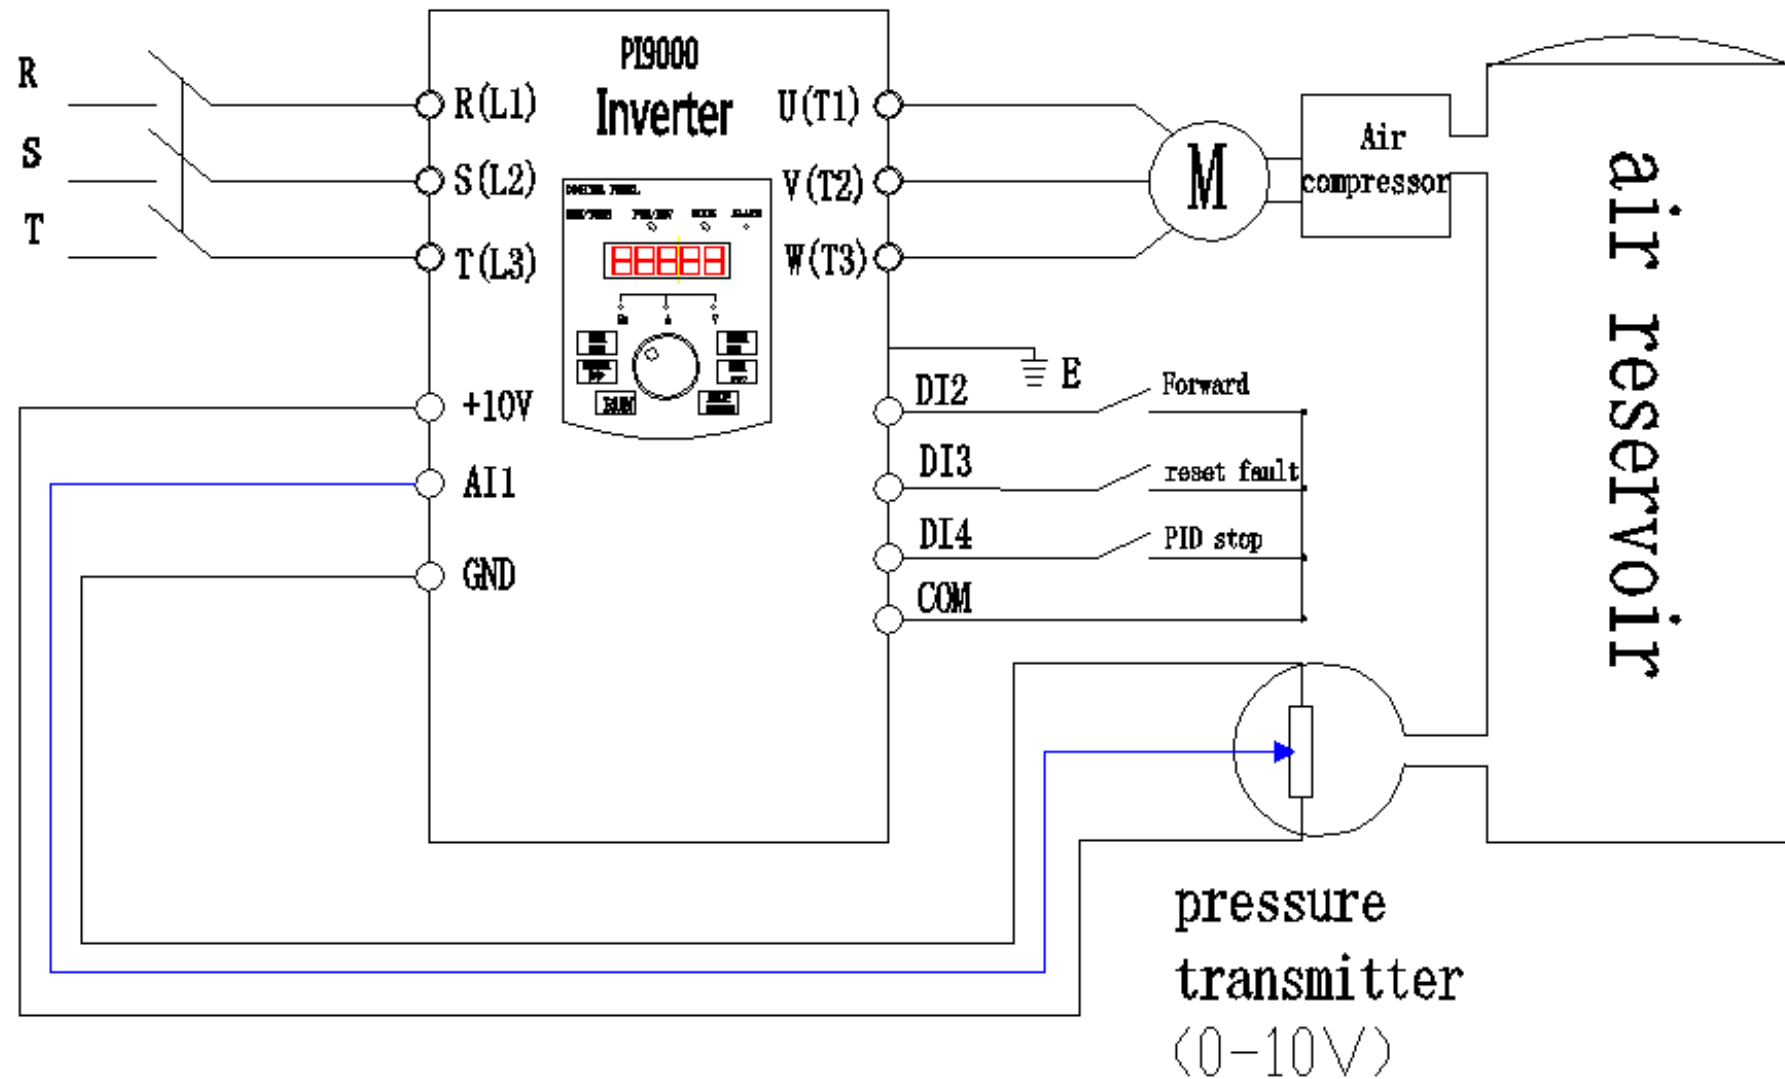 PI9000
Inverter
R
S
T
R(L1)
S(L2)
T(L3)
U(T1)
V(T2)
W(T3)
M
Air
compressor
air reservoir
E
RUN
+10V
AI1
GND
DI2
Forward
DI3
reset fault
DI4
PID stop
COM
pressure
transmitter
(0-10V)